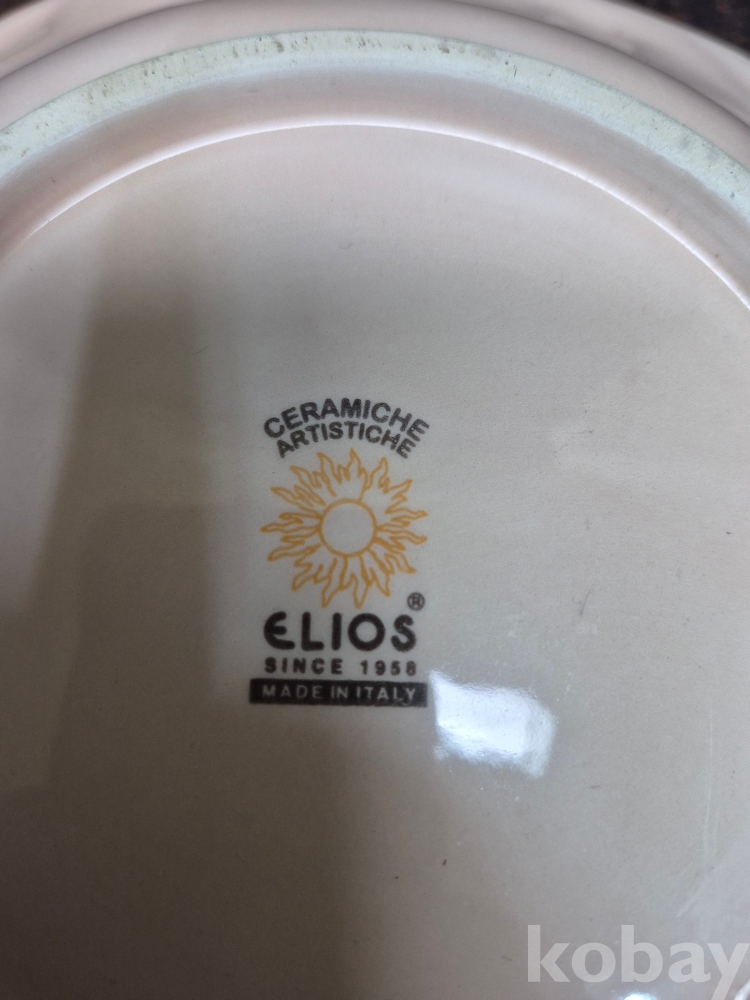 CERAMICHE
ARTISTICHE
ELIOS®
SINCE 1958
MADE IN ITALY
kobay